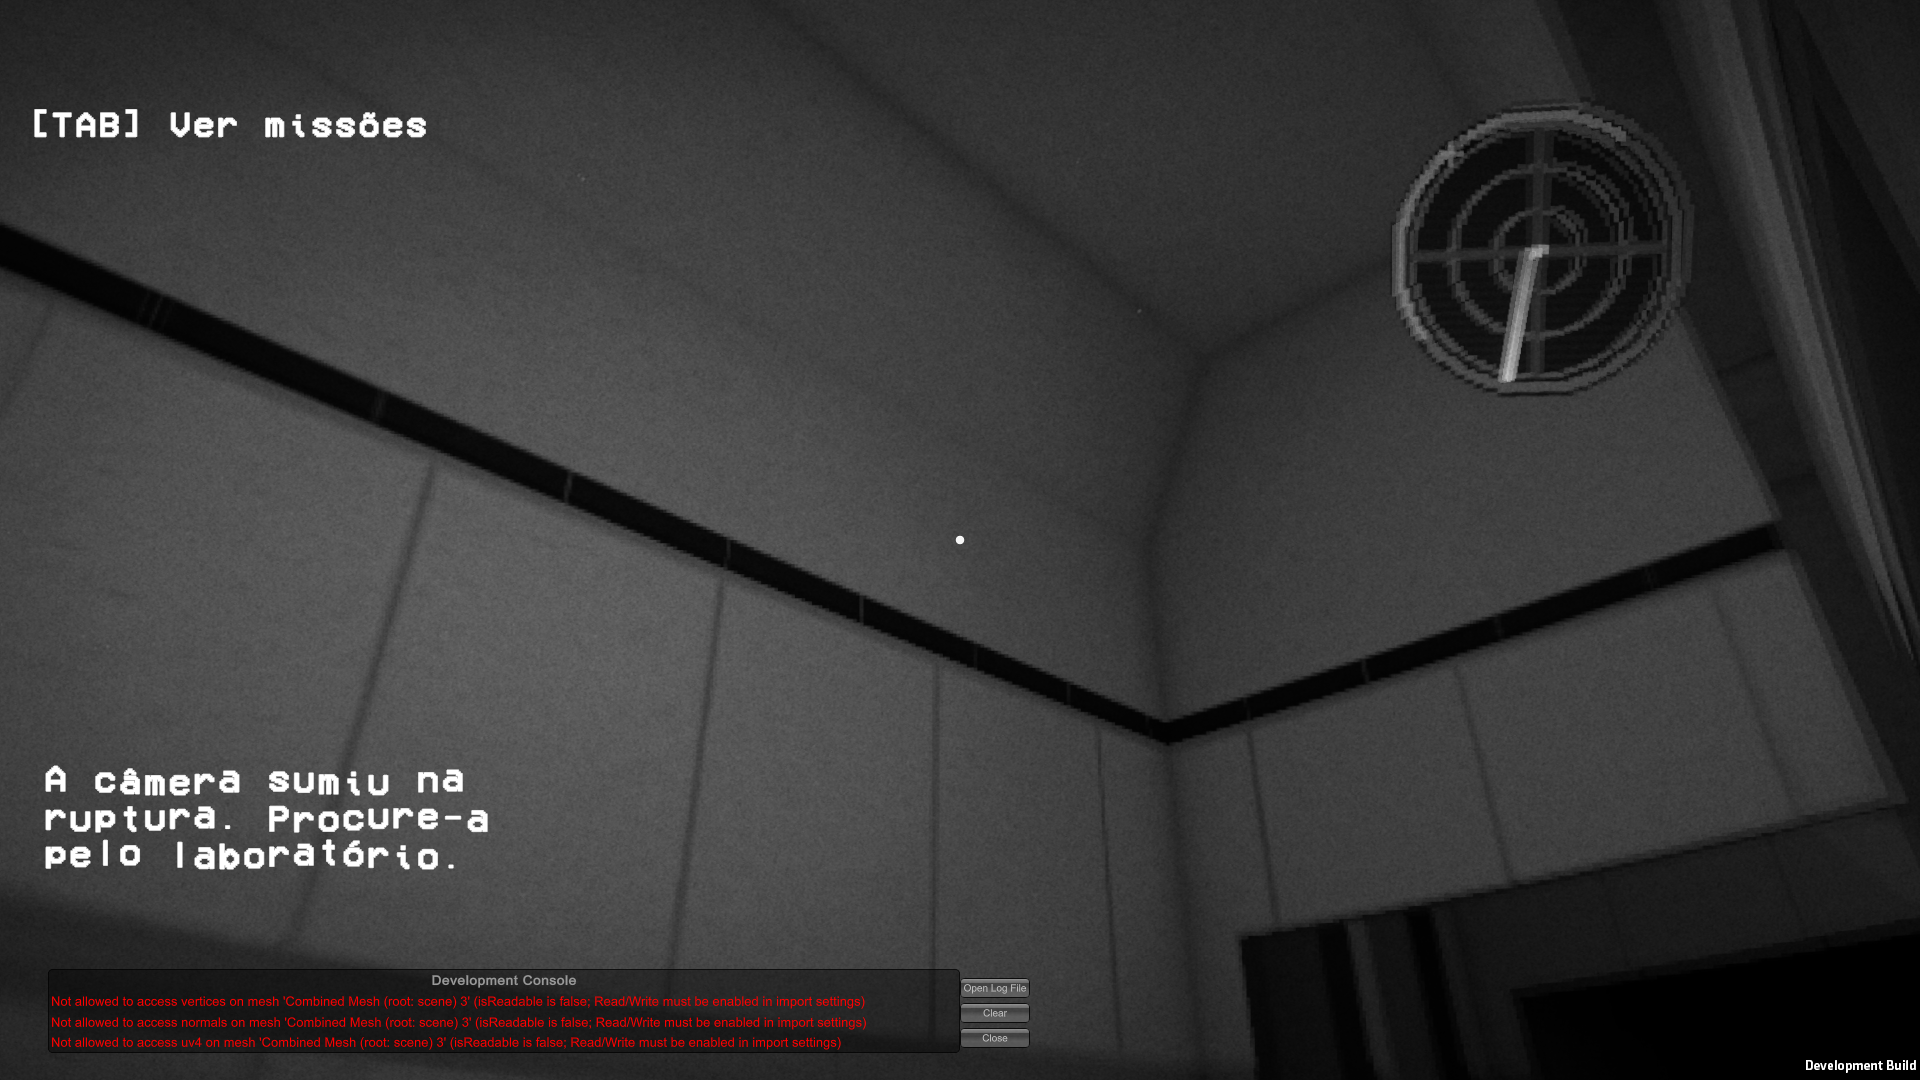 [TAB] Ver missões
A câmera sumiu na
ruptura. Procure-a
pelo laboratório.
Development Console
Not allowed to access vertices on mesh 'Combined Mesh (root: scene) 3' (isReadable is false; Read/Write must be enabled in import settings)
Not allowed to access normals on mesh 'Combined Mesh (root: scene) 3' (isReadable is false; Read/Write must be enabled in import settings)
Not allowed to access uv4 on mesh 'Combined Mesh (root: scene) 3' (isReadable is false; Read/Write must be enabled in import settings)
Open Log File
Clear
Close
Development Build